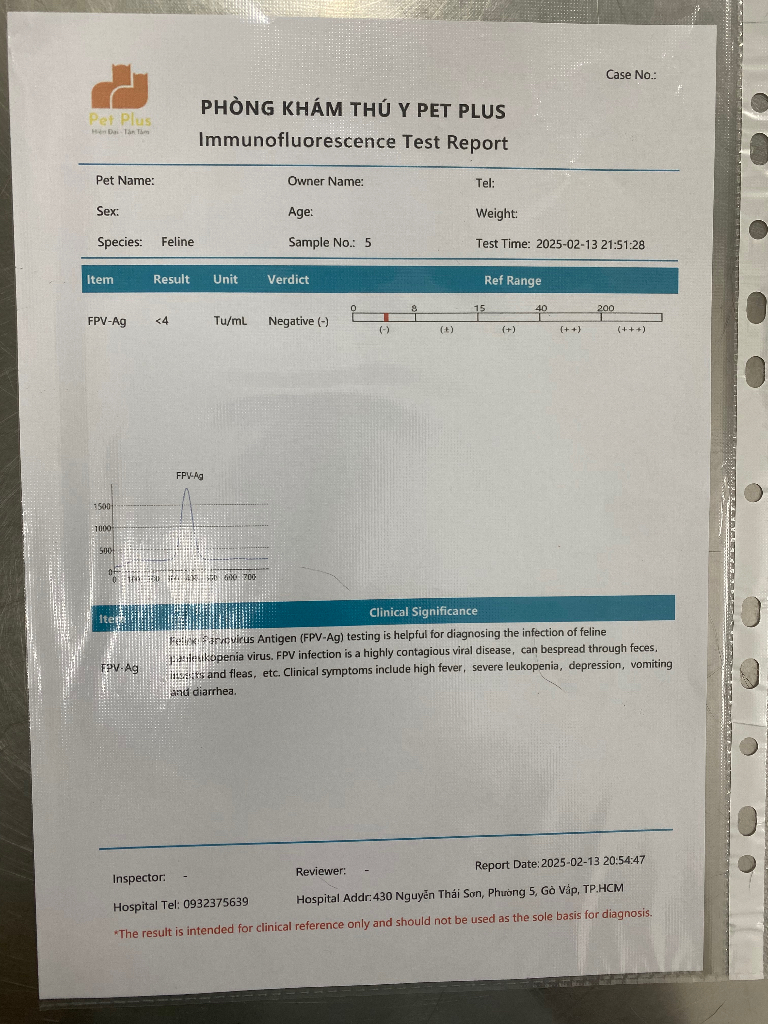 Case No.:
Pet Plus
Hiện Đại - Tận Tâm
PHÒNG KHÁM THÚ Y PET PLUS
Immunofluorescence Test Report
Pet Name: Owner Name: Tel:
Sex: Age: Weight:
Species: Feline Sample No.: 5 Test Time: 2025-02-13 21:51:28
Item Result Unit Verdict Ref Range
0 8 15 40 200
FPV-Ag <4 Tu/mL Negative (-)
(-) (±) (+) (++) (+++)
FPV-Ag
1500
1000
500
0
0 600 700
Clinical Significance
Parvovirus Antigen (FPV-Ag) testing is helpful for diagnosing the infection of feline
panleukopenia virus. FPV infection is a highly contagious viral disease, can bespread through feces,
FPV-Ag insects and fleas, etc. Clinical symptoms include high fever, severe leukopenia, depression, vomiting
and diarrhea.
Inspector: - Reviewer: - Report Date: 2025-02-13 20:54:47
Hospital Tel: 0932375639 Hospital Addr: 430 Nguyễn Thái Sơn, Phường 5, Gò Vấp, TP.HCM
*The result is intended for clinical reference only and should not be used as the sole basis for diagnosis.